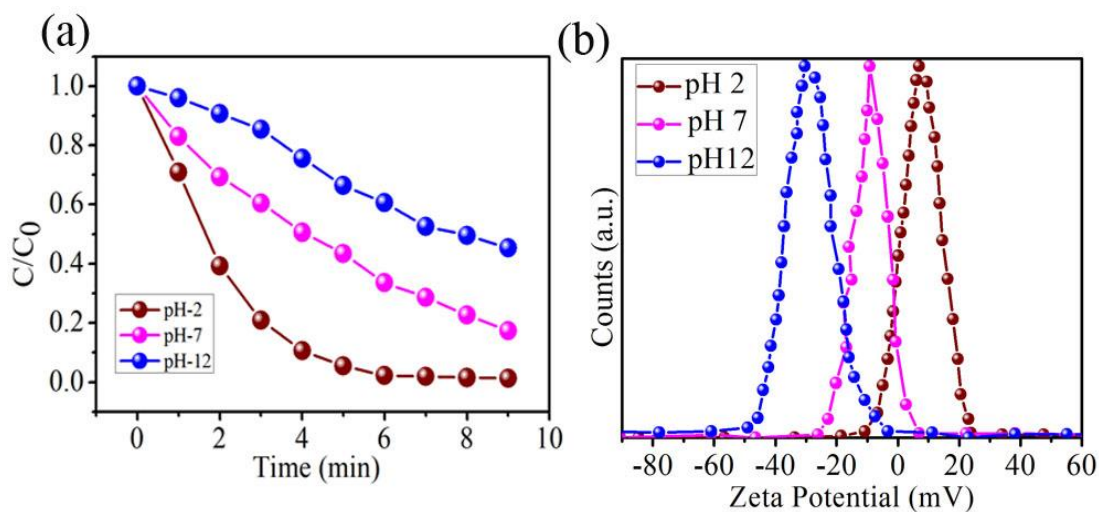 (a)
1.0
0.8
0.6
0.4
0.2
0.0
C/C0
pH-2
pH-7
pH-12
0 2 4 6 8 10
Time (min)
(b)
pH 2
pH 7
pH12
Counts (a.u.)
-80 -60 -40 -20 0 20 40 60
Zeta Potential (mV)